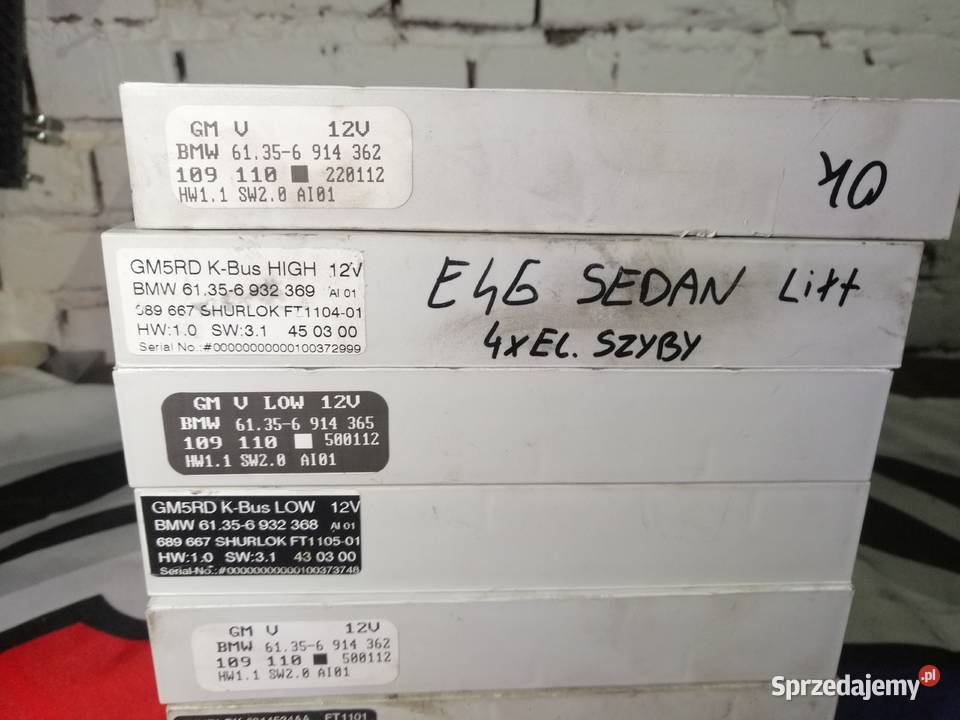 GM V 12V
BMW 61.35-6 914 362
109 110 220112
HW1.1 SW2.0 AI01
40
GM5RD K-Bus HIGH 12V
BMW 61.35-6 932 369 AI 01
689 667 SHURLOK FT1104-01
HW:1.0 SW:3.1 45 03 00
Serial No.:#00000000000100372999
E46 SEDAN Lift
4xEL. SZYBY
GM V LOW 12V
BMW 61.35-6 914 365
109 110 500112
HW1.1 SW2.0 AI01
GM5RD K-Bus LOW 12V
BMW 61.35-6 932 368 AI 01
689 667 SHURLOK FT1105-01
HW:1.0 SW:3.1 43 03 00
Serial-No.:#00000000000100373748
GM V 12V
BMW 61.35-6 914 362
109 110 500112
HW1.1 SW2.0 AI01
FT1101
Sprzedajemy.pl